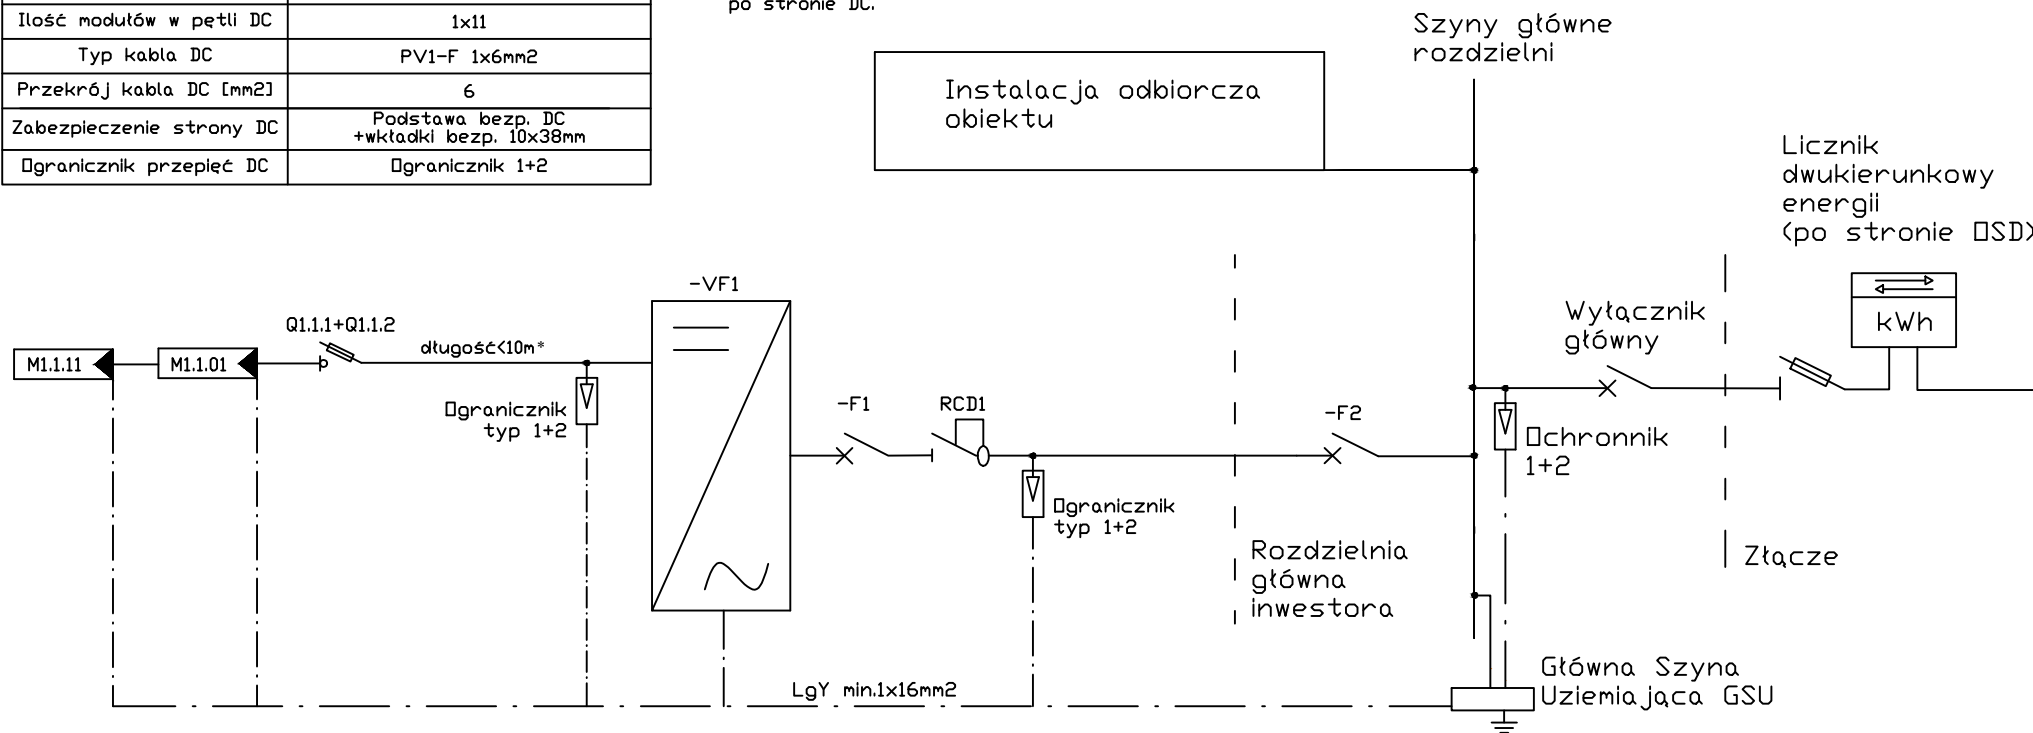 po stronie DC.
Ilość modułów w pętli DC 1x11
Typ kabla DC PV1-F 1x6mm2
Przekrój kabla DC [mm2] 6
Zabezpieczenie strony DC
Podstawa bezp. DC
+wkładki bezp. 10x38mm
Ogranicznik przepięć DC Ogranicznik 1+2
Szyny główne
rozdzielni
Instalacja odbiorcza
obiektu
Licznik
dwukierunkowy
energii
(po stronie OSD)
kWh
-VF1
Wyłącznik
główny
Q1.1.1+Q1.1.2
długość<10m*
M1.1.11
M1.1.01
Ogranicznik
typ 1+2
-F1
RCD1
-F2
Ochronnik
1+2
Ogranicznik
typ 1+2
Rozdzielnia
główna
inwestora
Złącze
LgY min.1x16mm2
Główna Szyna
Uziemiająca GSU